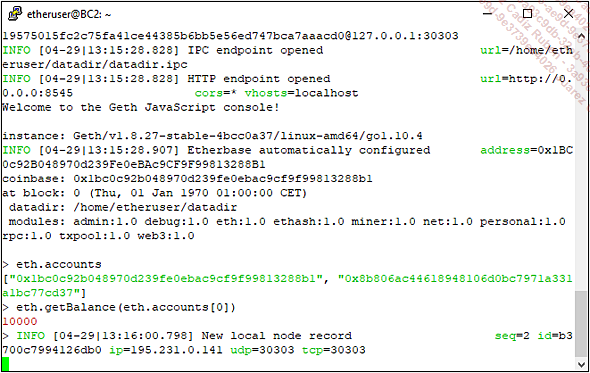 etheruser@BC2: ~
19575015fc2c75fa41ce44385b6bb5e56ed747bca7aaacd0@127.0.0.1:30303
INFO [04-29|13:15:28.828] IPC endpoint opened url=/home/eth
eruser/datadir/datadir.ipc
INFO [04-29|13:15:28.828] HTTP endpoint opened url=http://0.
0.0.0:8545 cors=* vhosts=localhost
Welcome to the Geth JavaScript console!
instance: Geth/v1.8.27-stable-4bcc0a37/linux-amd64/go1.10.4
INFO [04-29|13:15:28.907] Etherbase automatically configured address=0x1BC
0c92B048970d239Fe0eBAc9CF9F99813288B1
coinbase: 0x1bc0c92b048970d239fe0ebac9cf9f99813288b1
at block: 0 (Thu, 01 Jan 1970 01:00:00 CET)
datadir: /home/etheruser/datadir
modules: admin:1.0 debug:1.0 eth:1.0 ethash:1.0 miner:1.0 net:1.0 personal:1.0
rpc:1.0 txpool:1.0 web3:1.0
> eth.accounts
["0x1bc0c92b048970d239fe0ebac9cf9f99813288b1", "0x8b806ac44618948106d0bc7971a331
a1bc77cd37"]
> eth.getBalance(eth.accounts[0])
10000
> INFO [04-29|13:16:00.798] New local node record seq=2 id=b3
700c7994126db0 ip=195.231.0.141 udp=30303 tcp=30303